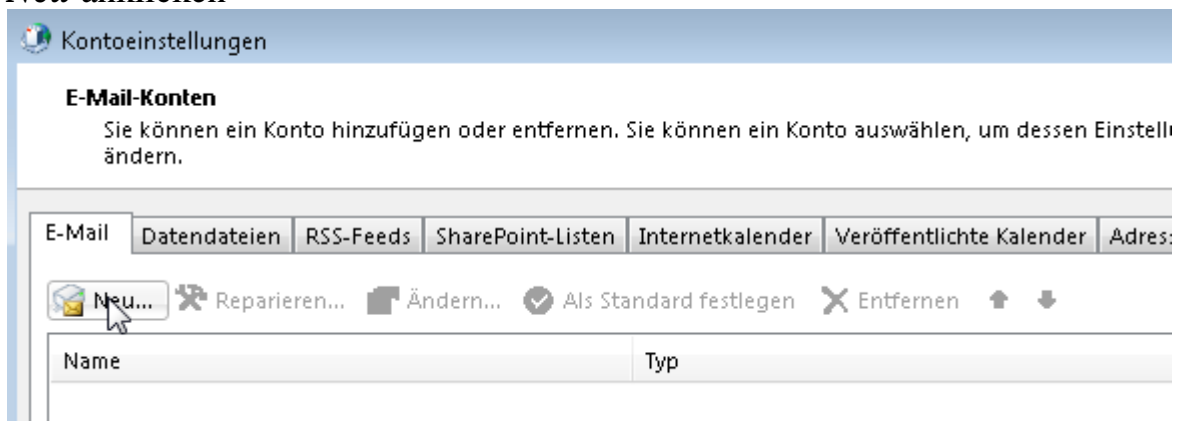 Kontoeinstellungen
E-Mail-Konten
Sie können ein Konto hinzufügen oder entfernen. Sie können ein Konto auswählen, um dessen
ändern.
E-Mail Datendateien RSS-Feeds SharePoint-Listen Internetkalender Veröffentlichte Kalender
Neu... Reparieren... Ändern... Als Standard festlegen Entfernen
Name Typ